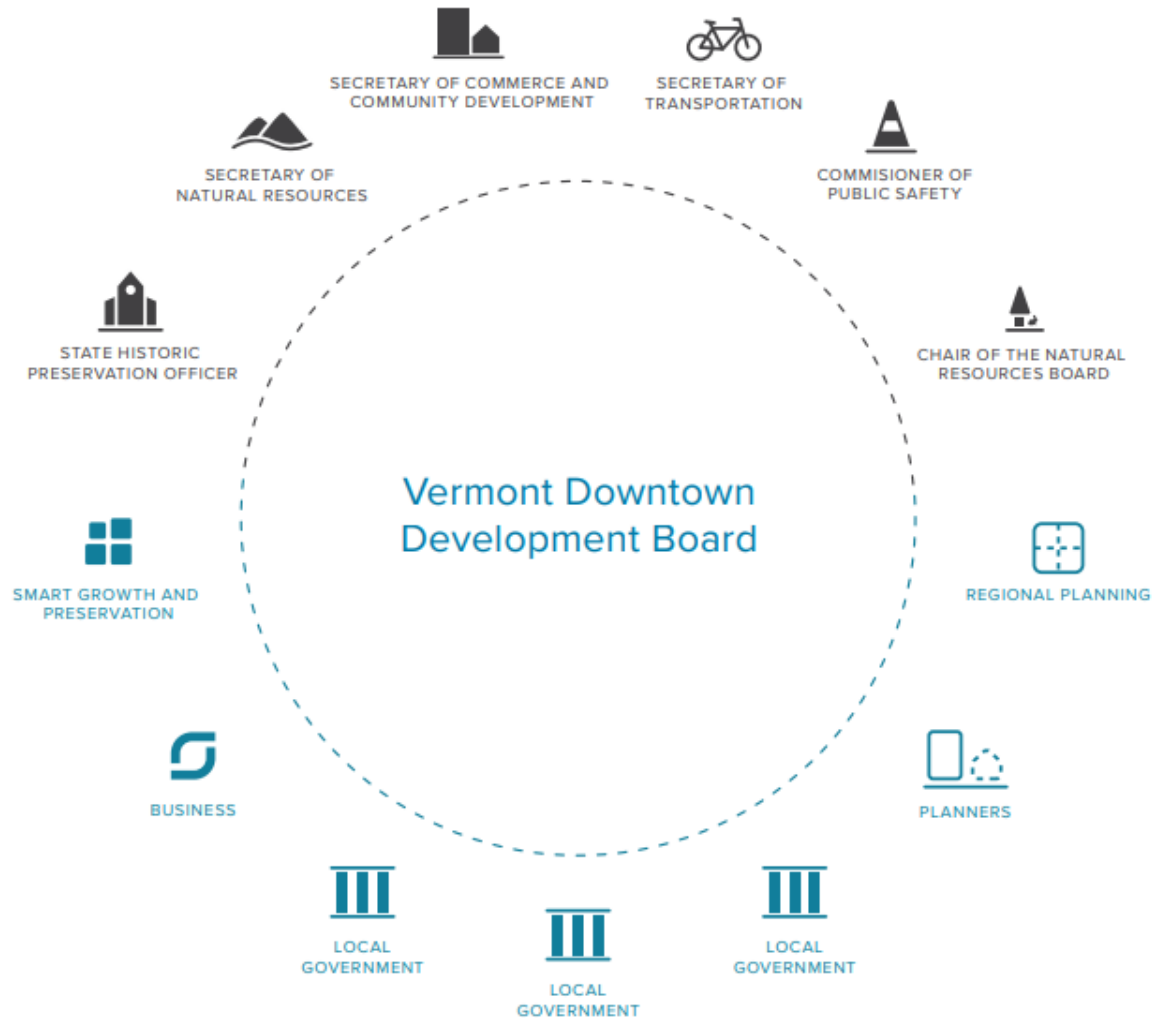 SECRETARY OF COMMERCE AND
COMMUNITY DEVELOPMENT
SECRETARY OF
TRANSPORTATION
SECRETARY OF
NATURAL RESOURCES
COMMISIONER OF
PUBLIC SAFETY
STATE HISTORIC
PRESERVATION OFFICER
CHAIR OF THE NATURAL
RESOURCES BOARD
Vermont Downtown
Development Board
SMART GROWTH AND
PRESERVATION
REGIONAL PLANNING
BUSINESS
PLANNERS
LOCAL
GOVERNMENT
LOCAL
GOVERNMENT
LOCAL
GOVERNMENT